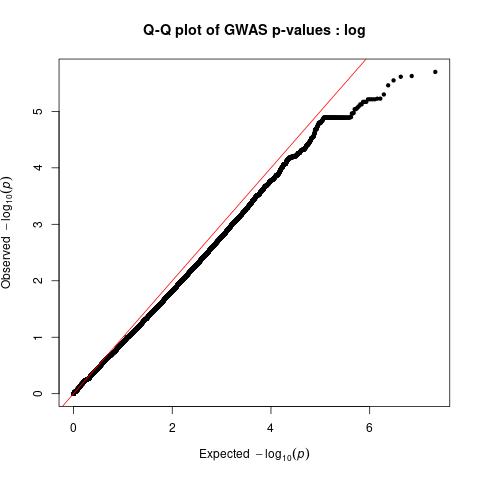 Q-Q plot of GWAS p-values : log
Observed −log10(p)
5
4
3
2
1
0
0 2 4 6
Expected −log10(p)